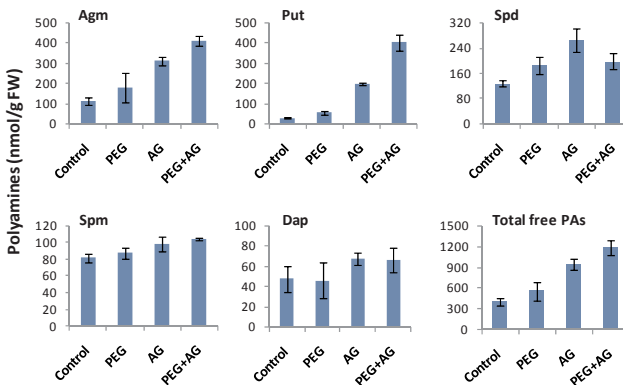 Polyamines (nmol/g FW)
Agm
500
400
300
200
100
0
Control
PEG
AG
PEG+AG
Put
500
400
300
200
100
0
Control
PEG
AG
PEG+AG
Spd
320
240
160
80
0
Control
PEG
AG
PEG+AG
Spm
120
100
80
60
40
20
0
Control
PEG
AG
PEG+AG
Dap
100
80
60
40
20
0
Control
PEG
AG
PEG+AG
Total free PAs
1500
1200
900
600
300
0
Control
PEG
AG
PEG+AG